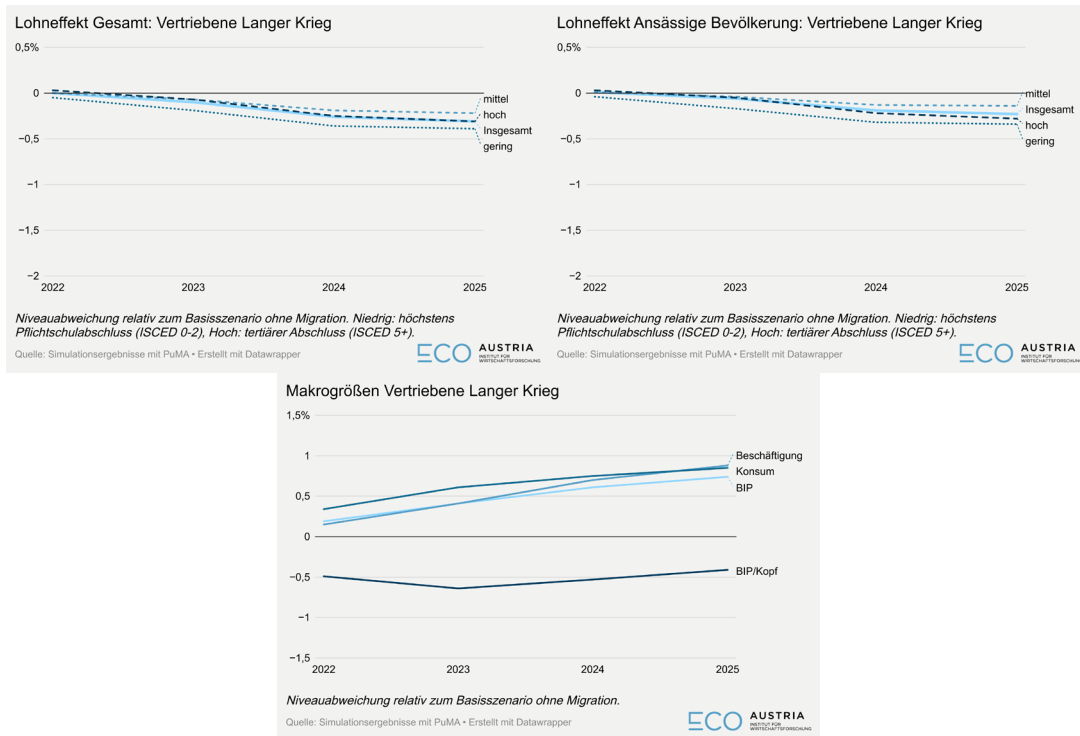 Lohneffekt Gesamt: Vertriebene Langer Krieg
0,5%
0
−0,5
−1
−1,5
−2
2022
2023
2024
2025
mittel
hoch
Insgesamt
gering
Niveauabweichung relativ zum Basisszenario ohne Migration. Niedrig: höchstens
Pflichtschulabschluss (ISCED 0-2), Hoch: tertiärer Abschluss (ISCED 5+).
Quelle: Simulationsergebnisse mit PuMA • Erstellt mit Datawrapper
ECO AUSTRIA
INSTITUT FÜR
WIRTSCHAFTSFORSCHUNG
Lohneffekt Ansässige Bevölkerung: Vertriebene Langer Krieg
0,5%
0
−0,5
−1
−1,5
−2
2022
2023
2024
2025
mittel
Insgesamt
hoch
gering
Niveauabweichung relativ zum Basisszenario ohne Migration. Niedrig: höchstens
Pflichtschulabschluss (ISCED 0-2), Hoch: tertiärer Abschluss (ISCED 5+).
Quelle: Simulationsergebnisse mit PuMA • Erstellt mit Datawrapper
ECO AUSTRIA
INSTITUT FÜR
WIRTSCHAFTSFORSCHUNG
Makrogrößen Vertriebene Langer Krieg
1,5%
1
0,5
0
−0,5
−1
−1,5
2022
2023
2024
2025
Beschäftigung
Konsum
BIP
BIP/Kopf
Niveauabweichung relativ zum Basisszenario ohne Migration.
Quelle: Simulationsergebnisse mit PuMA • Erstellt mit Datawrapper
ECO AUSTRIA
INSTITUT FÜR
WIRTSCHAFTSFORSCHUNG